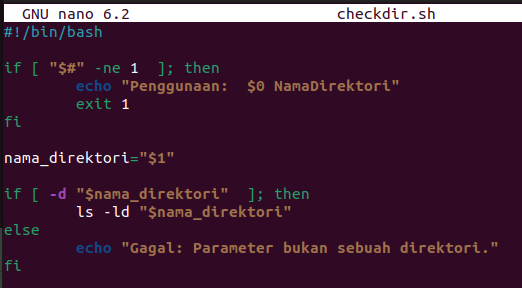 GNU nano 6.2 checkdir.sh
#!/bin/bash
if [ "$#" -ne 1  ]; then
        echo "Penggunaan:  $0 NamaDirektori"
        exit 1
fi
nama_direktori="$1"
if [ -d "$nama_direktori"  ]; then
        ls -ld "$nama_direktori"
else
        echo "Gagal: Parameter bukan sebuah direktori."
fi